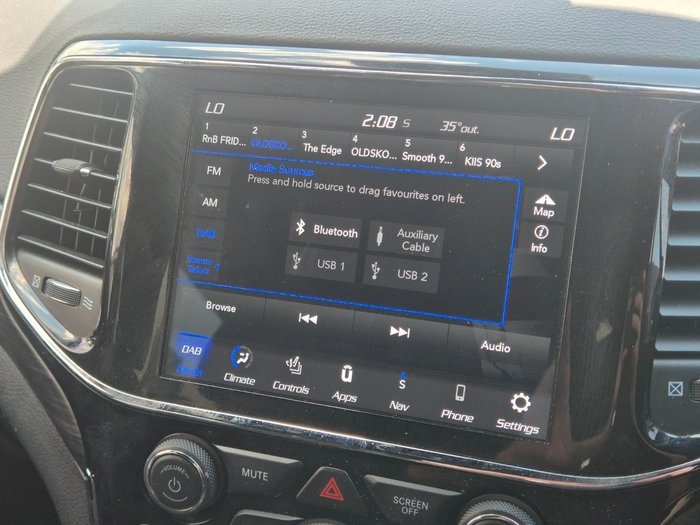 LO
2:08 S 35°out.
LO
1 2 3 4 5 6
RnB FRID... OLDSKO... The Edge OLDSKO... Smooth 9... KIIS 90s
FM
AM
DAB
Source Select
Media Sources
Press and hold source to drag favourites on left.
Bluetooth
Auxiliary Cable
USB 1
USB 2
Map
Info
Browse
Audio
DAB
Climate
Controls
Apps
S
Nav
Phone
Settings
VOLUME
MUTE
SCREEN
OFF